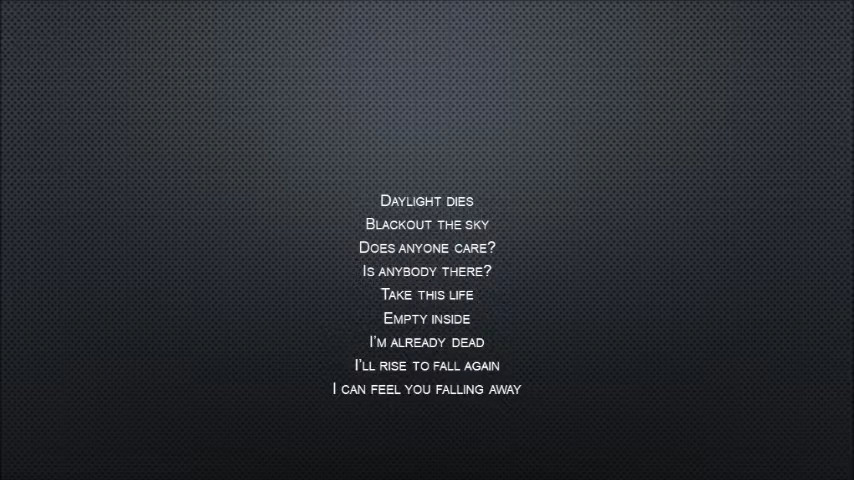 Daylight dies
Blackout the sky
Does anyone care?
Is anybody there?
Take this life
Empty inside
I'm already dead
I'll rise to fall again
I can feel you falling away